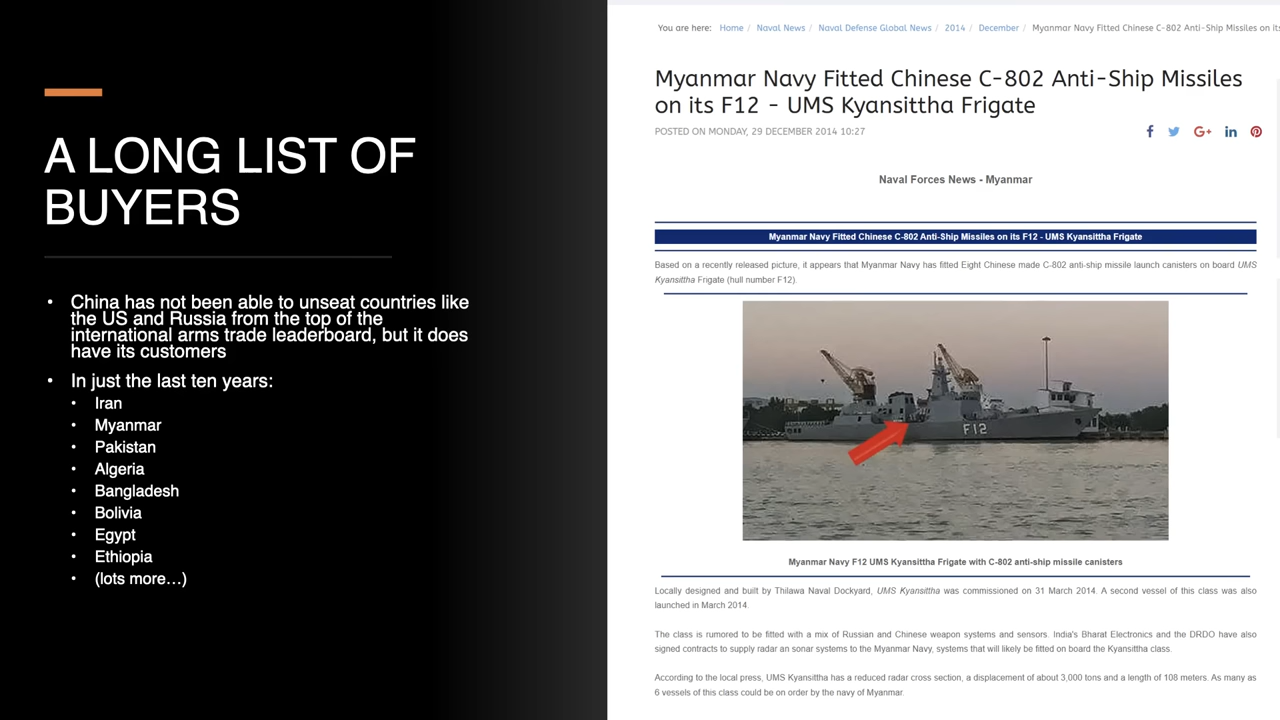 A LONG LIST OF
BUYERS
• China has not been able to unseat countries like
the US and Russia from the top of the
international arms trade leaderboard, but it does
have its customers
• In just the last ten years:
• Iran
• Myanmar
• Pakistan
• Algeria
• Bangladesh
• Bolivia
• Egypt
• Ethiopia
• (lots more…)
You are here: Home / Naval News / Naval Defense Global News / 2014 / December / Myanmar Navy Fitted Chinese C-802 Anti-Ship Missiles on its
Myanmar Navy Fitted Chinese C-802 Anti-Ship Missiles
on its F12 - UMS Kyansittha Frigate
POSTED ON MONDAY, 29 DECEMBER 2014 10:27
Naval Forces News - Myanmar
Myanmar Navy Fitted Chinese C-802 Anti-Ship Missiles on its F12 - UMS Kyansittha Frigate
Based on a recently released picture, it appears that Myanmar Navy has fitted Eight Chinese made C-802 anti-ship missile launch canisters on board UMS
Kyansittha Frigate (hull number F12).
F12
Myanmar Navy F12 UMS Kyansittha Frigate with C-802 anti-ship missile canisters
Locally designed and built by Thilawa Naval Dockyard, UMS Kyansittha was commissioned on 31 March 2014. A second vessel of this class was also
launched in March 2014.
The class is rumored to be fitted with a mix of Russian and Chinese weapon systems and sensors. India's Bharat Electronics and the DRDO have also
signed contracts to supply radar an sonar systems to the Myanmar Navy, systems that will likely be fitted on board the Kyansittha class.
According to the local press, UMS Kyansittha has a reduced radar cross section, a displacement of about 3,000 tons and a length of 108 meters. As many as
6 vessels of this class could be on order by the navy of Myanmar.